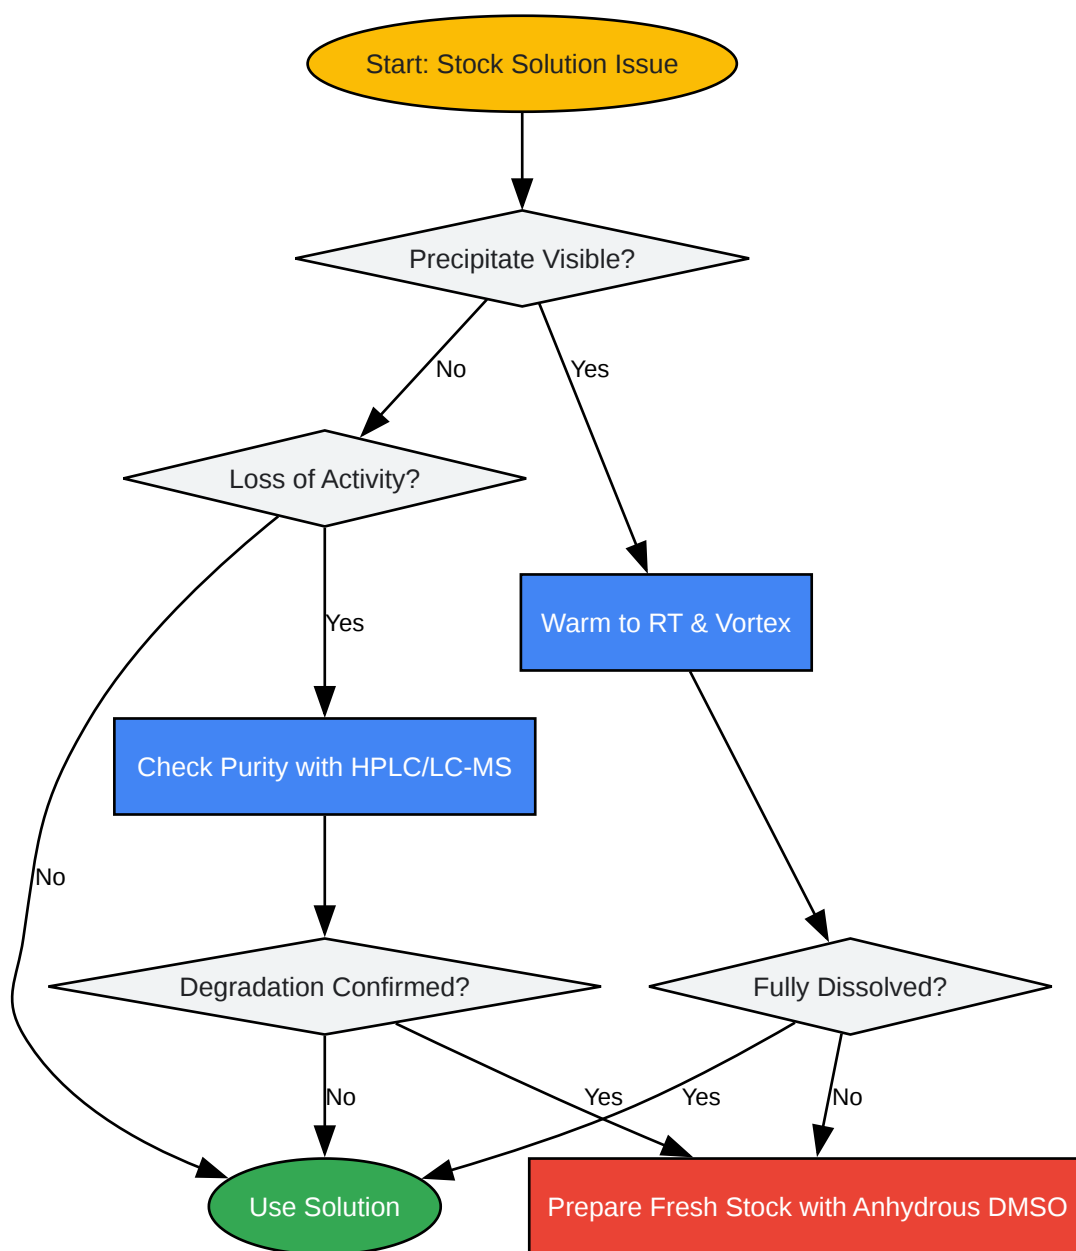 Start: Stock Solution Issue
Precipitate Visible?
No
Yes
Loss of Activity?
Yes
Warm to RT & Vortex
Check Purity with HPLC/LC-MS
No
Degradation Confirmed?
Fully Dissolved?
No
Yes
Yes
No
Use Solution
Prepare Fresh Stock with Anhydrous DMSO